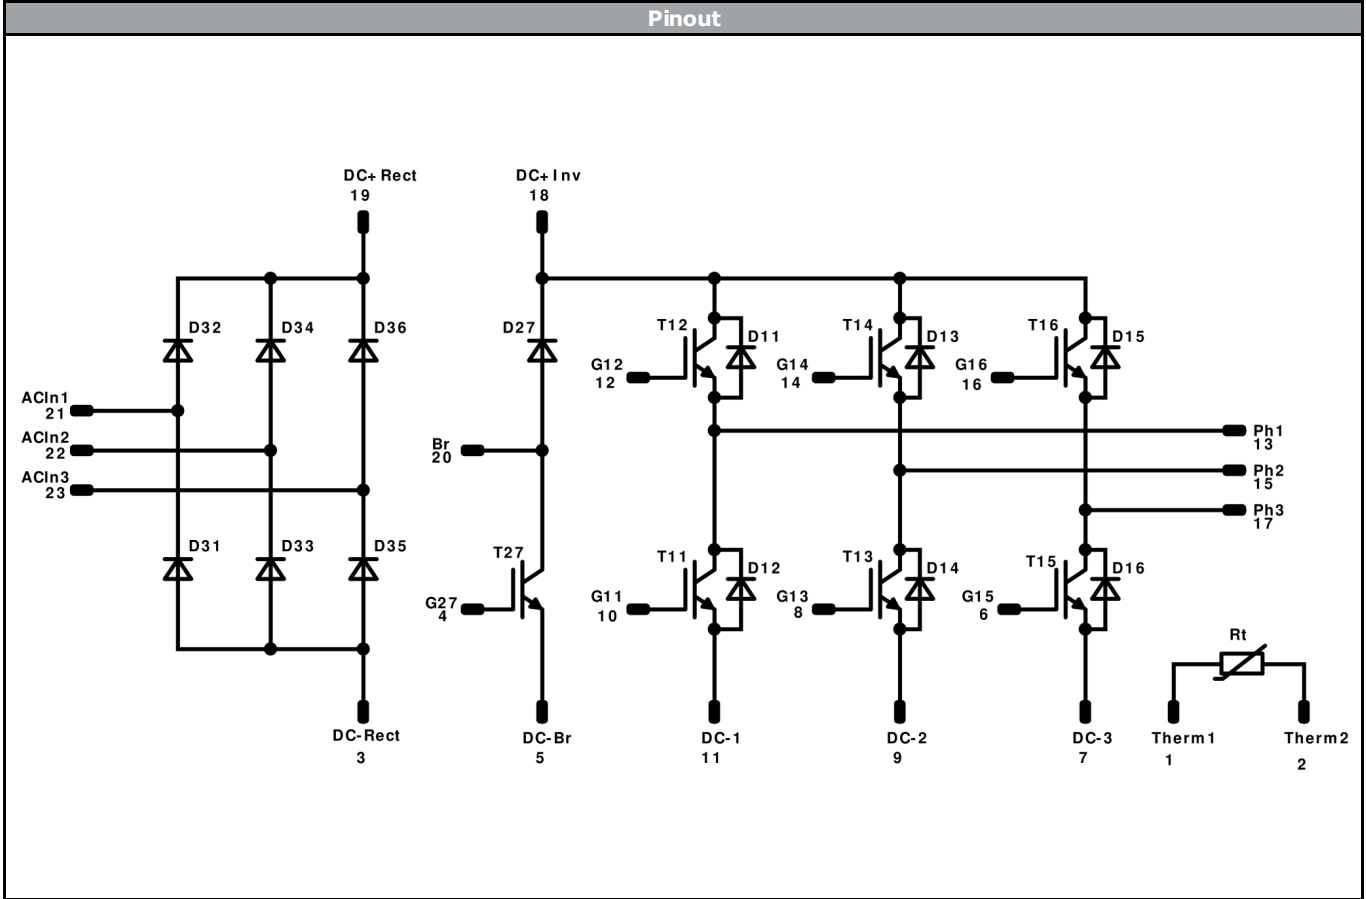 Pinout
DC+Rect
19
DC+Inv
18
D32
D34
D36
D27
T12
D11
T14
D13
T16
D15
G12
12
G14
14
G16
16
ACIn1
21
ACIn2
22
ACIn3
23
Br
20
Ph1
13
Ph2
15
Ph3
17
D31
D33
D35
T27
T11
D12
T13
D14
T15
D16
G27
4
G11
10
G13
8
G15
6
Rt
DC-Rect
3
DC-Br
5
DC-1
11
DC-2
9
DC-3
7
Therm1
1
Therm2
2